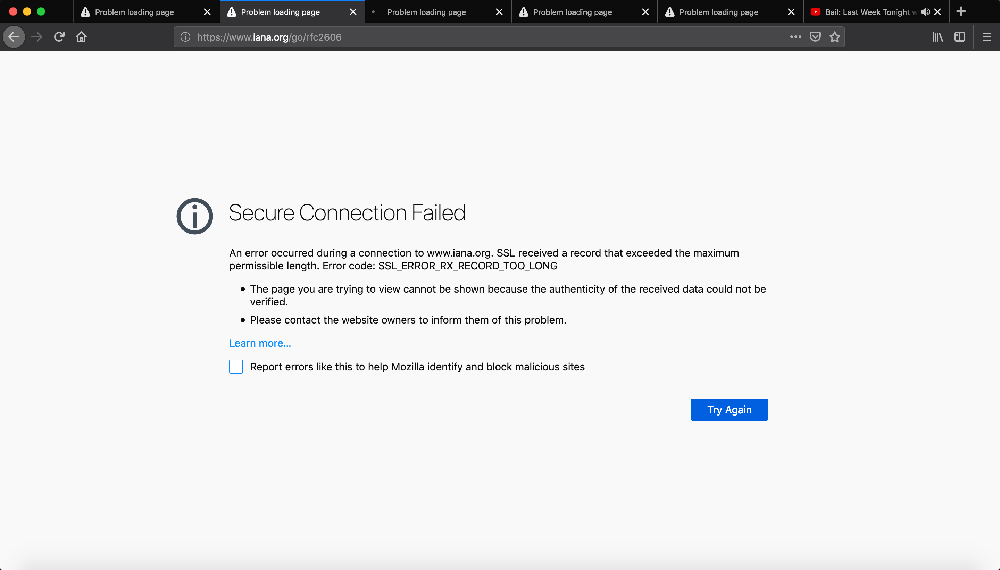 Problem loading page
Problem loading page
Problem loading page
Problem loading page
Problem loading page
Bail: Last Week Tonight w
https://www.iana.org/go/rfc2606
Secure Connection Failed
An error occurred during a connection to www.iana.org. SSL received a record that exceeded the maximum
permissible length. Error code: SSL_ERROR_RX_RECORD_TOO_LONG
• The page you are trying to view cannot be shown because the authenticity of the received data could not be
verified.
• Please contact the website owners to inform them of this problem.
Learn more...
Report errors like this to help Mozilla identify and block malicious sites
Try Again